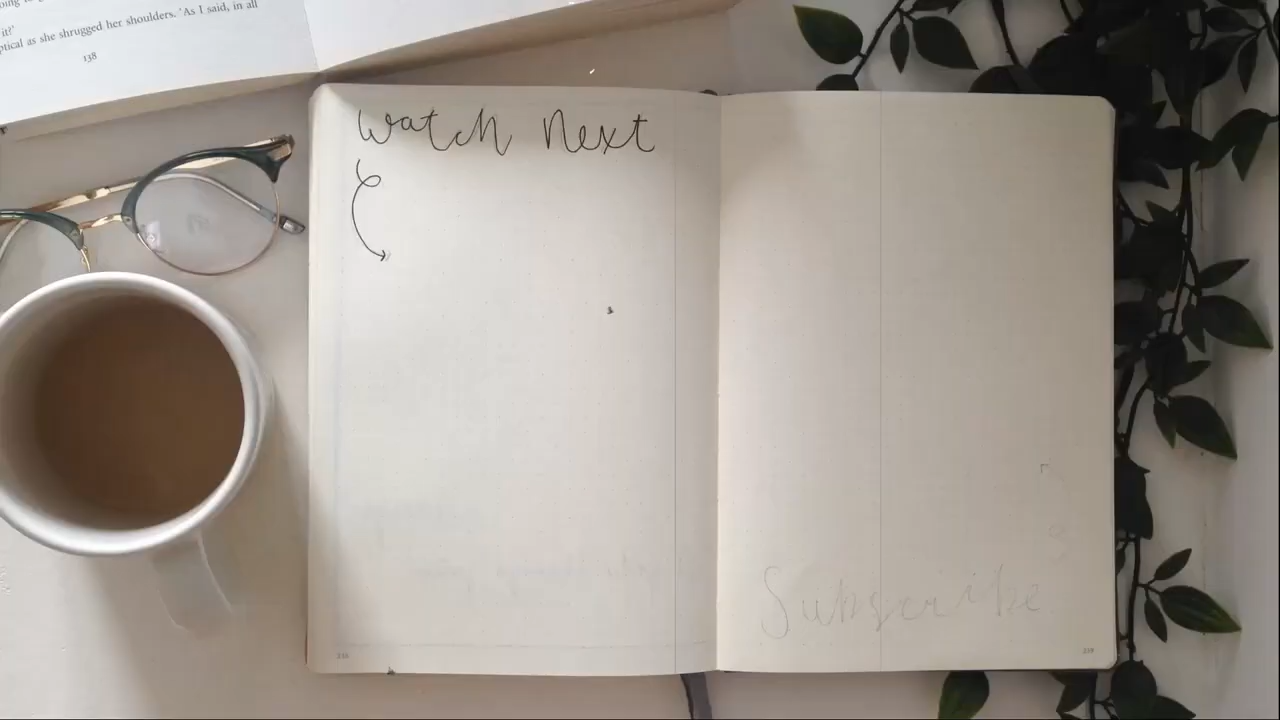 it?'
ptical as she shrugged her shoulders. 'As I said, in all
138
Watch Next
Subscribe